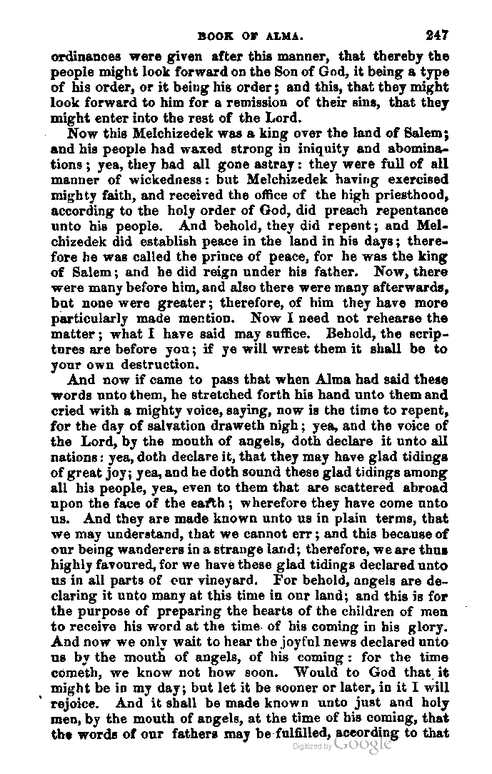 BOOK OF ALMA. 247
ordinances were given after this manner, that thereby the
people might look forward on the Son of God, it being a type
of his order, or it being his order; and this, that they might
look forward to him for a remission of their sins, that they
might enter into the rest of the Lord.
Now this Melchizedek was a king over the land of Salem;
and his people had waxed strong in iniquity and abomina-
tions; yea, they had all gone astray: they were full of all
manner of wickedness: but Melchizedek having exercised
mighty faith, and received the office of the high priesthood,
according to the holy order of God, did preach repentance
unto his people. And behold, they did repent; and Mel-
chizedek did establish peace in the land in his days; there-
fore he was called the prince of peace, for he was the king
of Salem; and he did reign under his father. Now, there
were many before him, and also there were many afterwards,
but none were greater; therefore, of him they have more
particularly made mention. Now I need not rehearse the
matter; what I have said may suffice. Behold, the scrip-
tures are before you; if ye will wrest them it shall be to
your own destruction.
And now if came to pass that when Alma had said these
words unto them, he stretched forth his hand unto them and
cried with a mighty voice, saying, now is the time to repent,
for the day of salvation draweth nigh; yea, and the voice of
the Lord, by the mouth of angels, doth declare it unto all
nations: yea, doth declare it, that they may have glad tidings
of great joy; yea, and he doth sound these glad tidings among
all his people, yea, even to them that are scattered abroad
upon the face of the earth; wherefore they have come unto
us. And they are made known unto us in plain terms, that
we may understand, that we cannot err; and this because of
our being wanderers in a strange land; therefore, we are thus
highly favoured, for we have these glad tidings declared unto
us in all parts of our vineyard. For behold, angels are de-
claring it unto many at this time in our land; and this is for
the purpose of preparing the hearts of the children of men
to receive his word at the time of his coming in his glory.
And now we only wait to hear the joyful news declared unto
us by the mouth of angels, of his coming: for the time
cometh, we know not how soon. Would to God that it
might be in my day; but let it be sooner or later, in it I will
rejoice. And it shall be made known unto just and holy
men, by the mouth of angels, at the time of his coming, that
the words of our fathers may be fulfilled, according to that
Digitized by Google